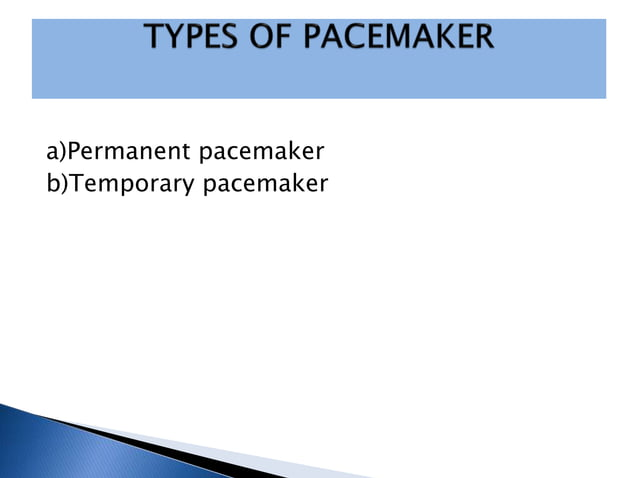 TYPES OF PACEMAKER
a)Permanent pacemaker
b)Temporary pacemaker